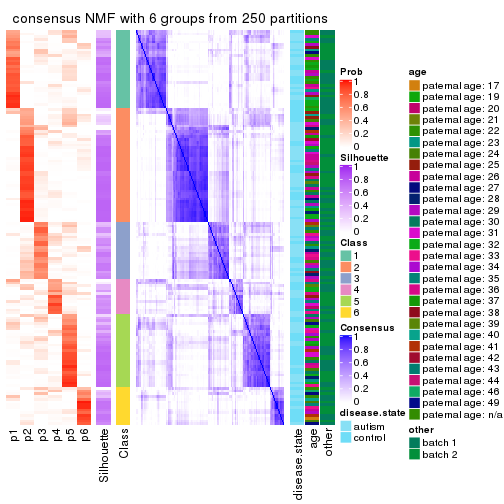 consensus NMF with 6 groups from 250 partitions
p1
p2
p3
p4
p5
p6
Silhouette
Class
disease.state
age
other
Prob
1
0.8
0.6
0.4
0.2
0
Silhouette
1
0.8
0.6
0.4
0.2
0
Class
1
2
3
4
5
6
Consensus
1
0.8
0.6
0.4
0.2
0
disease.state
autism
control
age
paternal age: 17
paternal age: 19
paternal age: 20
paternal age: 21
paternal age: 22
paternal age: 23
paternal age: 24
paternal age: 25
paternal age: 26
paternal age: 27
paternal age: 28
paternal age: 29
paternal age: 30
paternal age: 31
paternal age: 32
paternal age: 33
paternal age: 34
paternal age: 35
paternal age: 36
paternal age: 37
paternal age: 38
paternal age: 39
paternal age: 40
paternal age: 41
paternal age: 42
paternal age: 43
paternal age: 44
paternal age: 46
paternal age: 49
paternal age: n/a
other
batch 1
batch 2